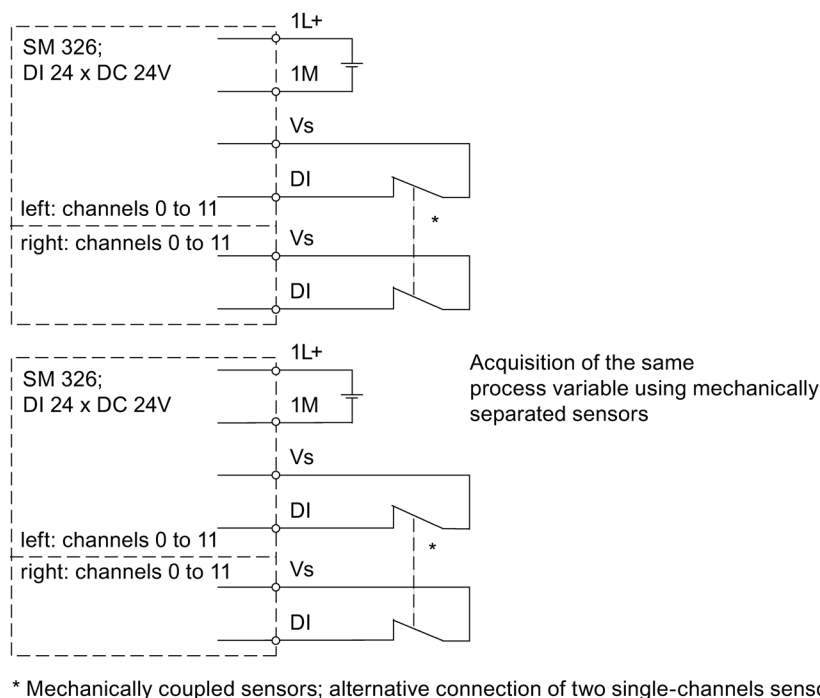 1L+
SM 326;
DI 24 x DC 24V
1M
Vs
DI
left: channels 0 to 11
*
right: channels 0 to 11
Vs
DI
1L+
SM 326;
DI 24 x DC 24V
1M
Acquisition of the same
process variable using mechanically
separated sensors
Vs
DI
left: channels 0 to 11
*
right: channels 0 to 11
Vs
DI
* Mechanically coupled sensors; alternative connection of two single-channels